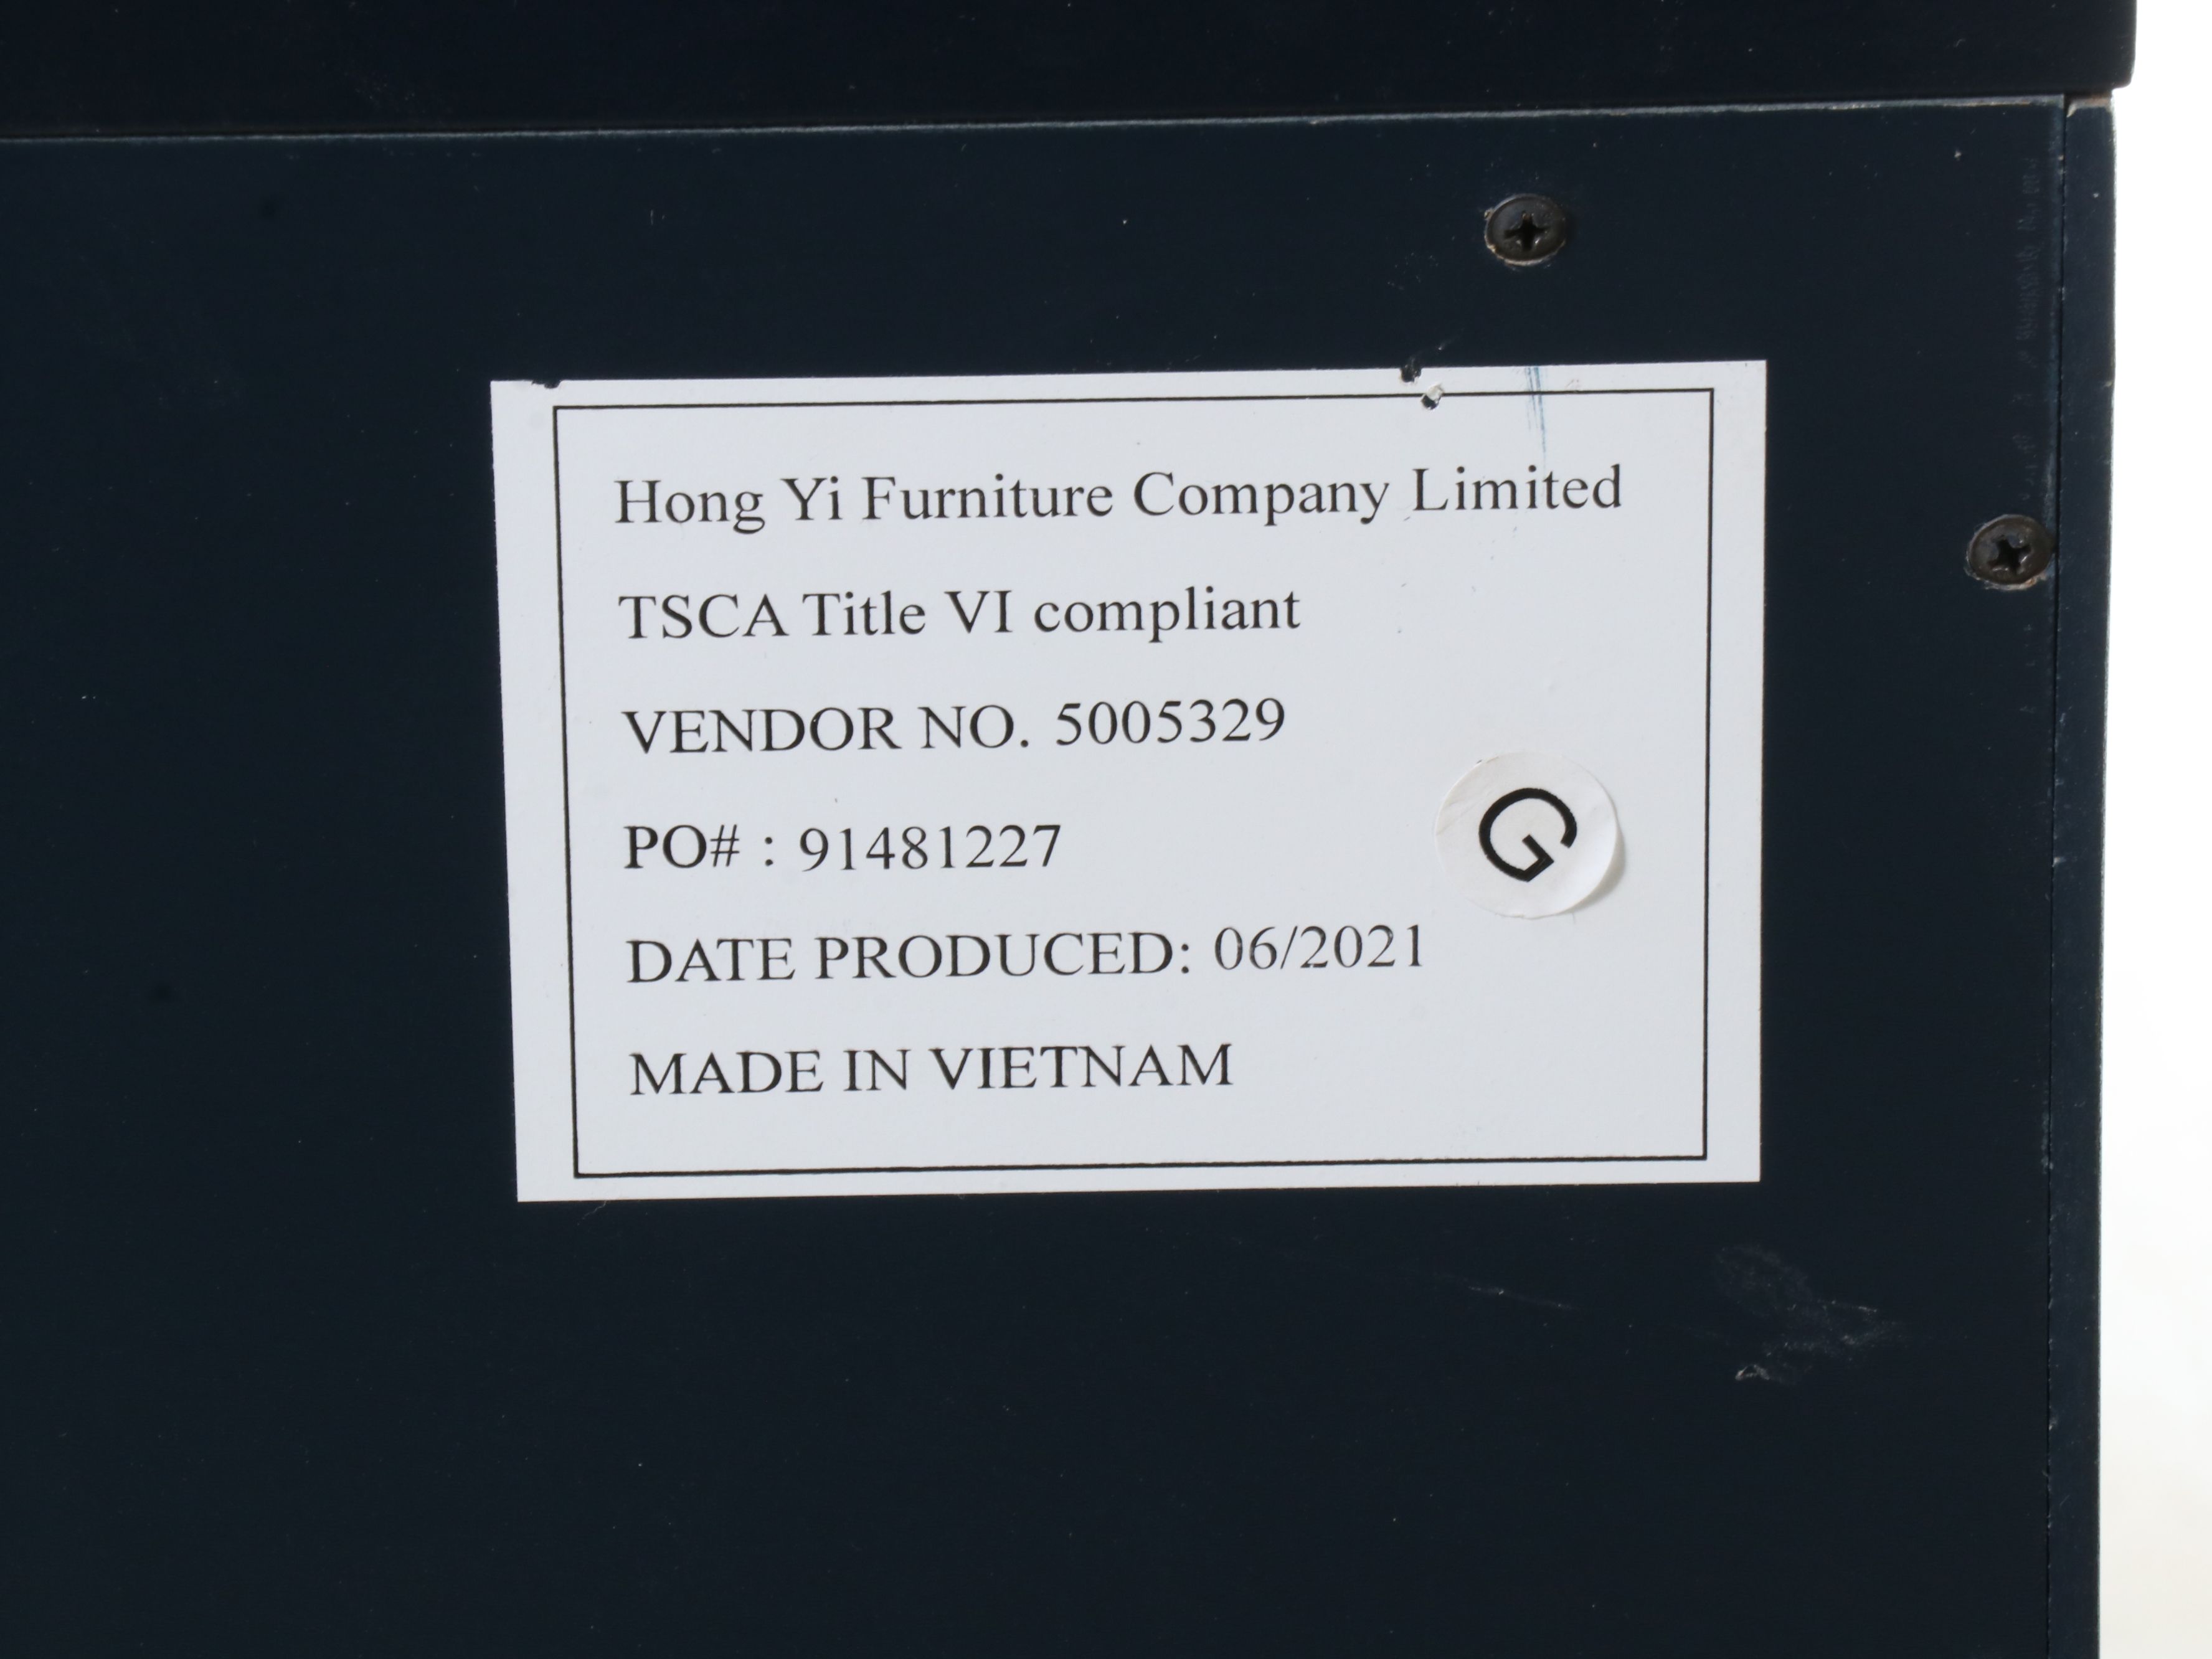 Hong Yi Furniture Company Limited
TSCA Title VI compliant
VENDOR NO. 5005329
PO# : 91481227
G
DATE PRODUCED: 06/2021
MADE IN VIETNAM